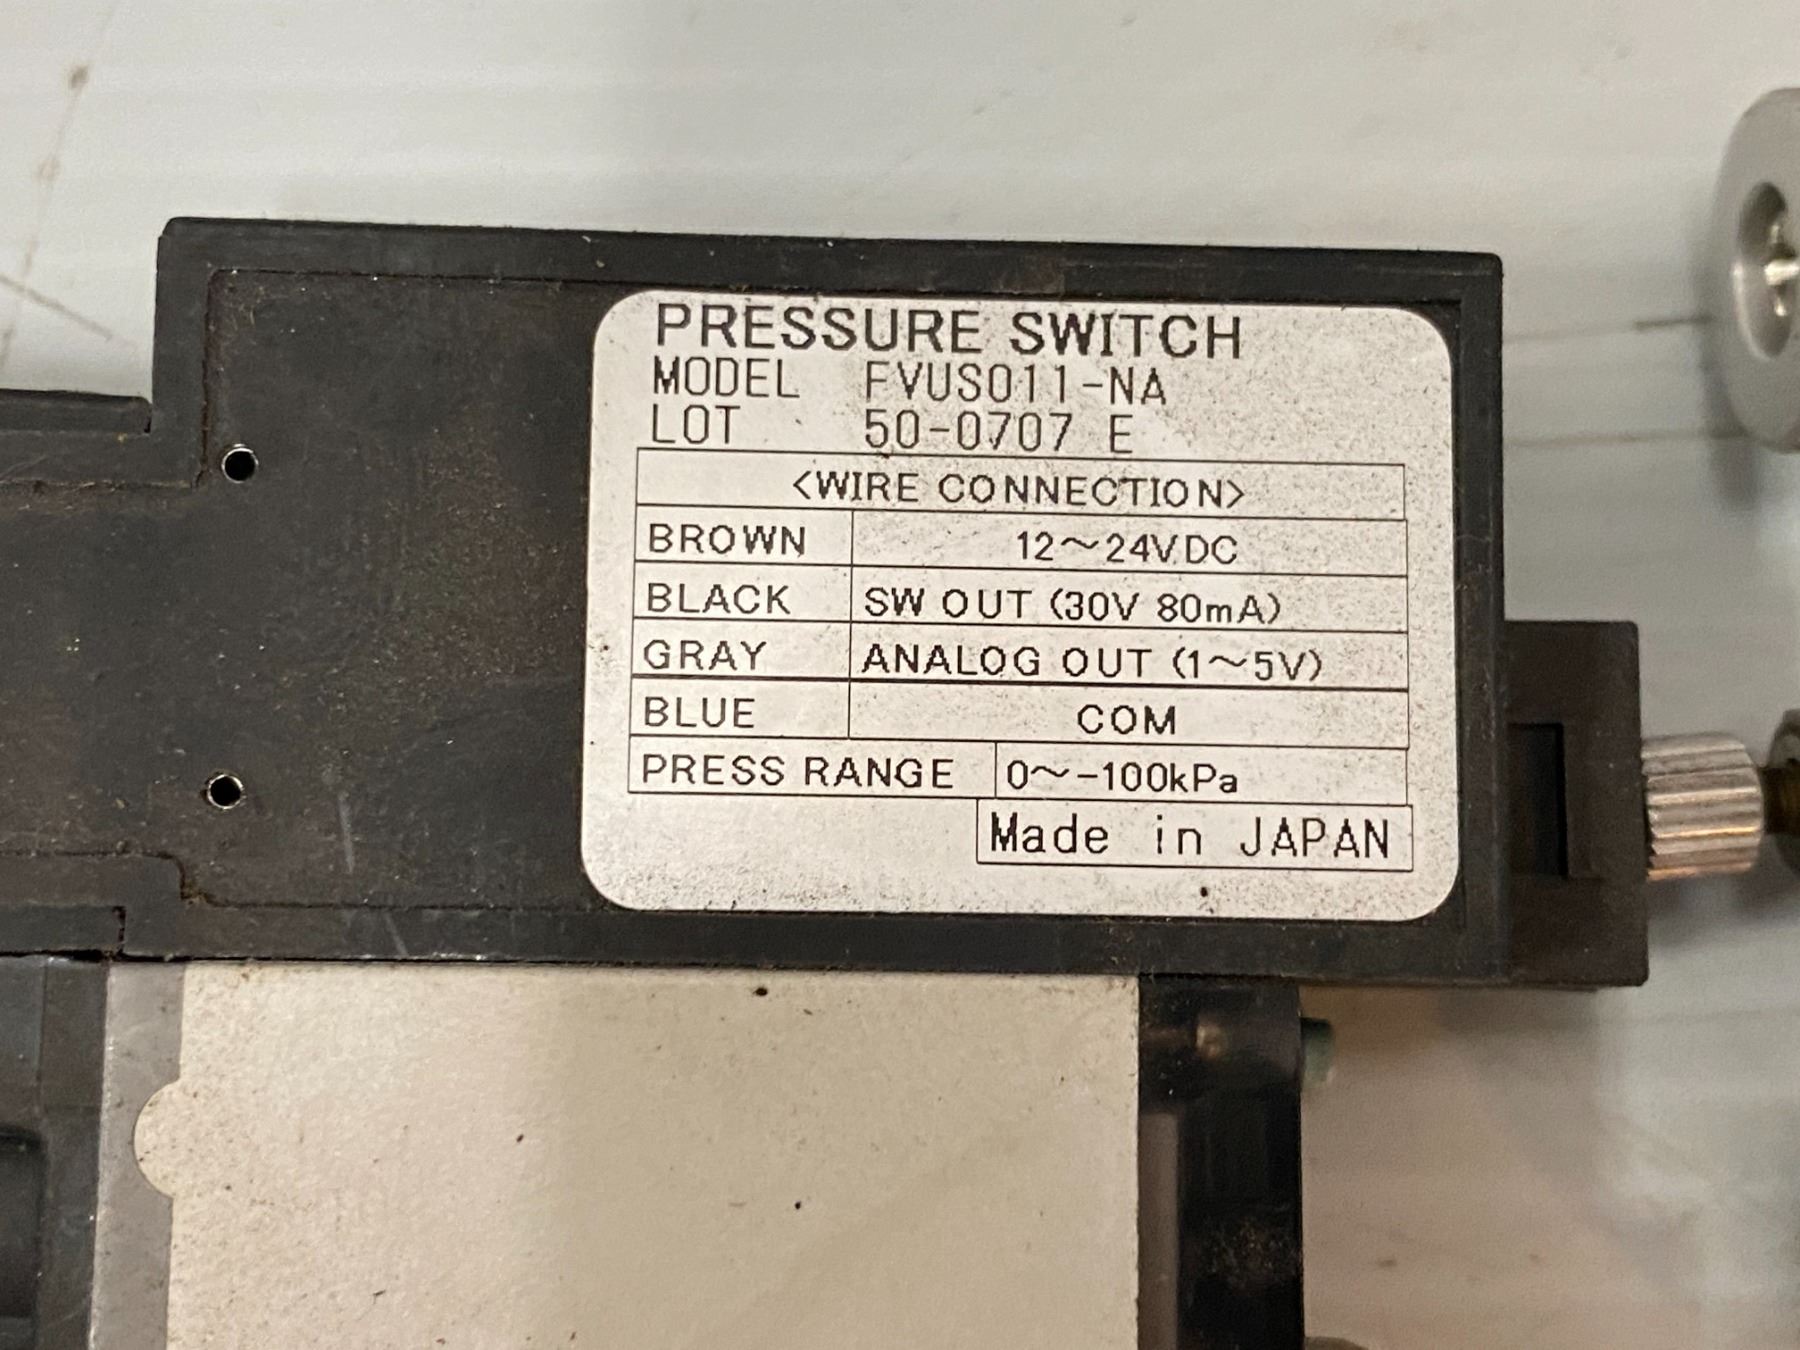 PRESSURE SWITCH
MODEL FVUS011-NA
LOT 50-0707 E
<WIRE CONNECTION>
BROWN 12～24VDC
BLACK SW OUT (30V 80mA)
GRAY ANALOG OUT (1～5V)
BLUE COM
PRESS RANGE 0～-100kPa
Made in JAPAN